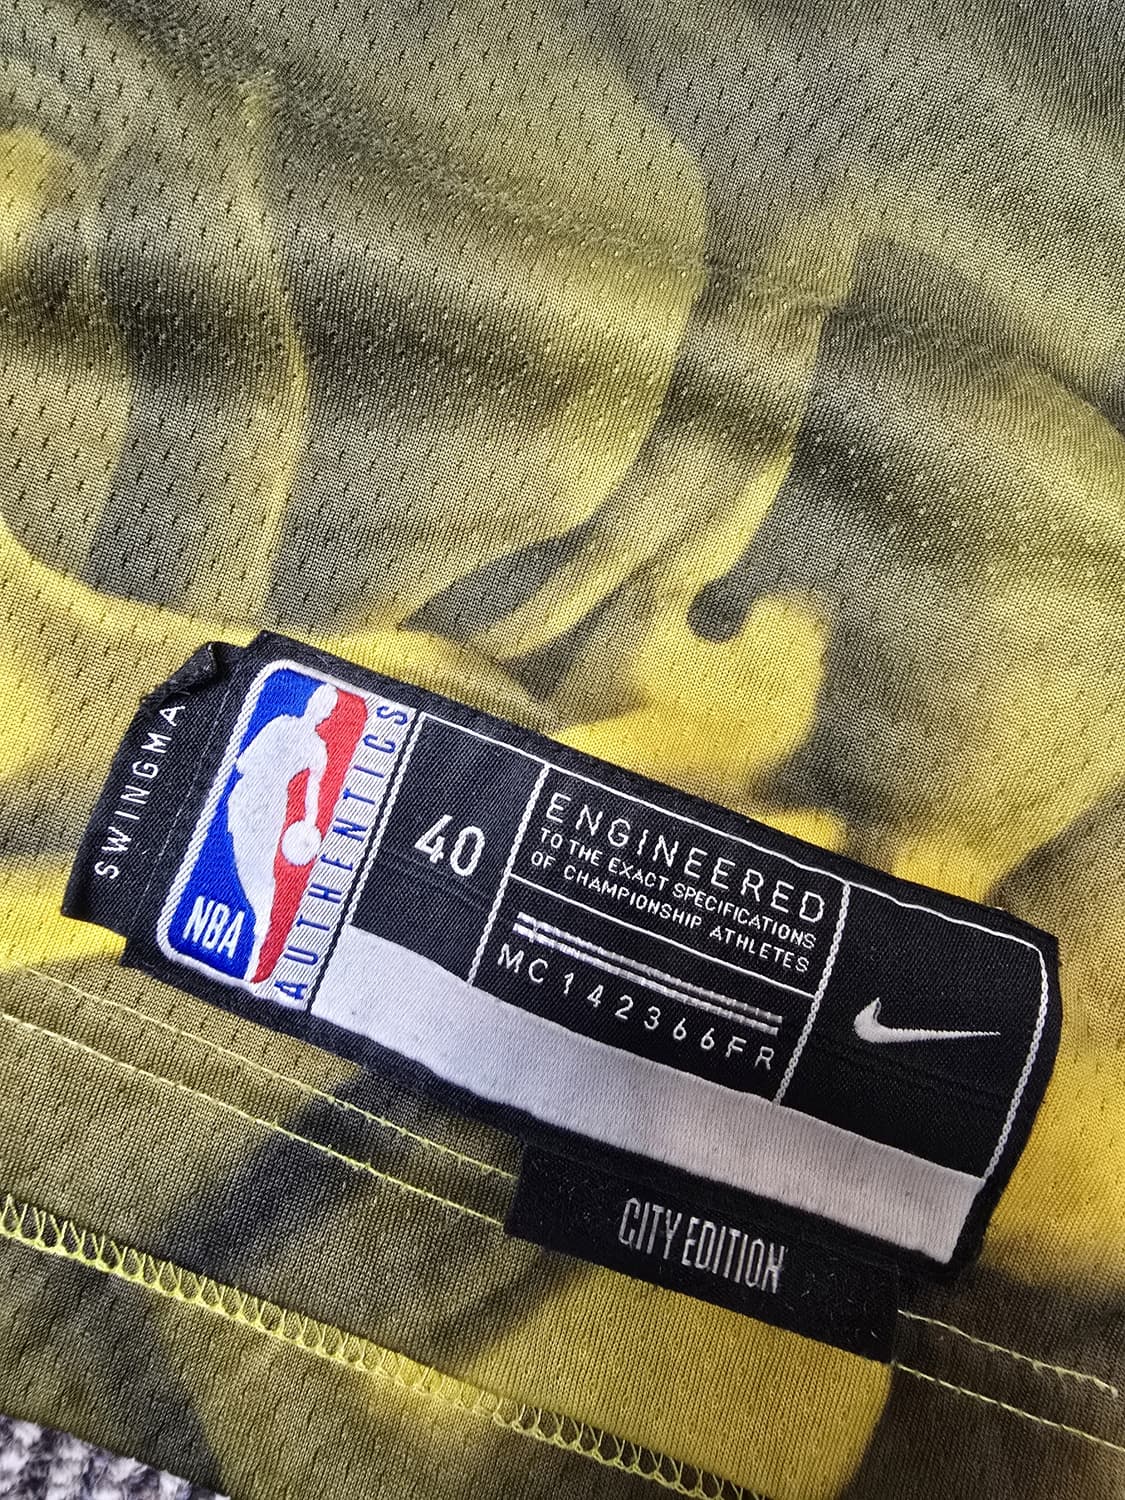 SWINGMA
NBA
AUTHENTICS
40
ENGINEERED
TO THE EXACT SPECIFICATIONS
OF CHAMPIONSHIP ATHLETES
MC142366FR
CITY EDITION